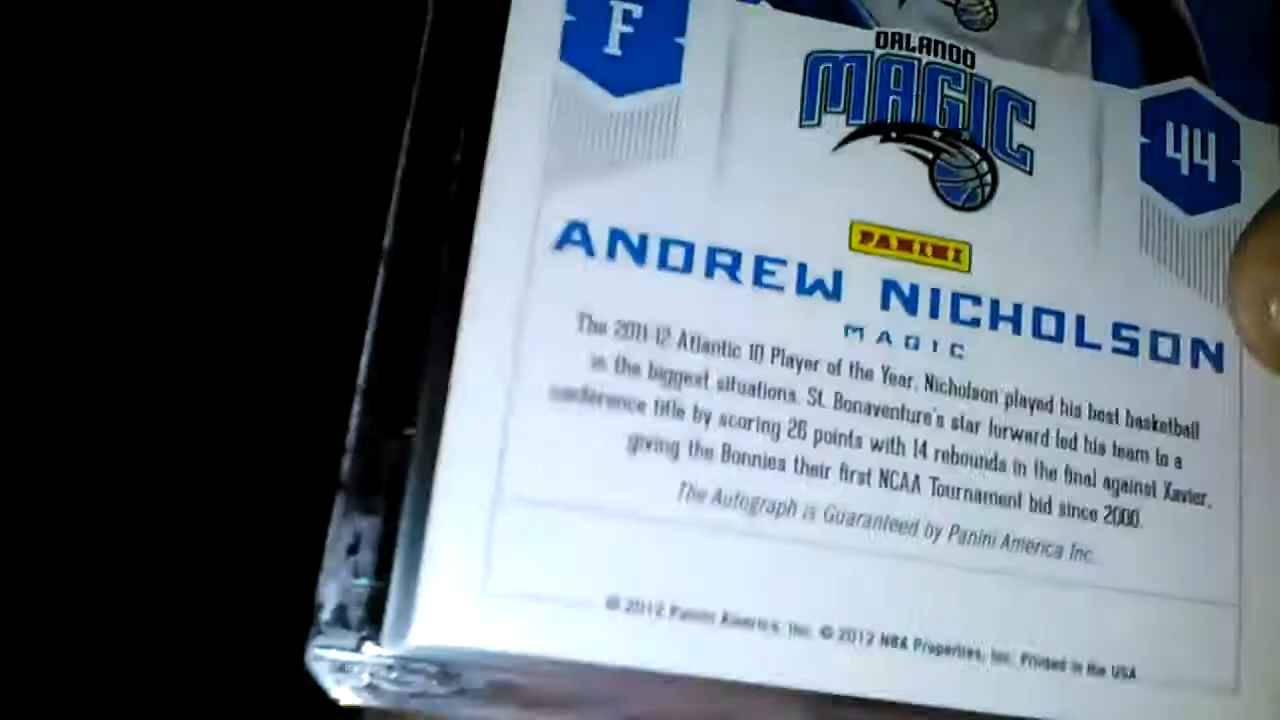 F
ORLANDO
MAGIC
44
PANINI
ANDREW NICHOLSON
MAGIC
The 2011-12 Atlantic 10 Player of the Year, Nicholson played his best basketball
in the biggest situations. St. Bonaventure's star forward led his team to a
conference title by scoring 26 points with 14 rebounds in the final against Xavier,
giving the Bonnies their first NCAA Tournament bid since 2000.
The Autograph is Guaranteed by Panini America Inc.
© 2012 Panini America, Inc. © 2012 NBA Properties, Inc. Printed in the USA